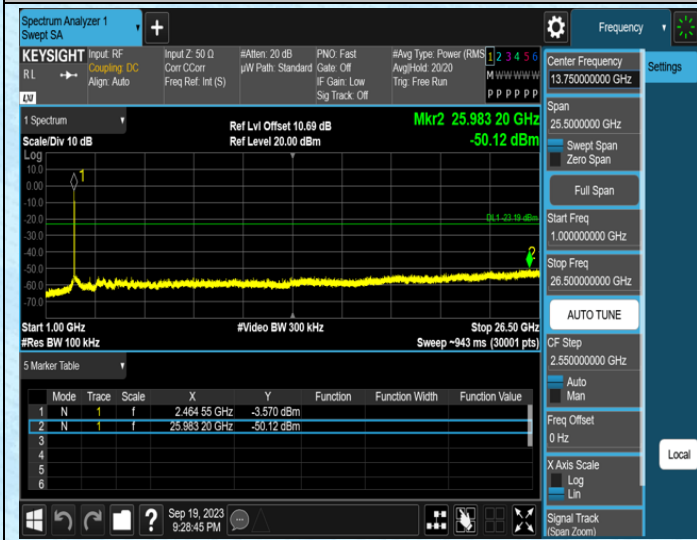 Spectrum Analyzer 1
Swept SA
Frequency
KEYSIGHT
RL
LXI
Input: RF
Coupling: DC
Align: Auto
Input Z: 50 Ω
Corr CCorr
Freq Ref: Int (S)
#Atten: 20 dB
µW Path: Standard
PNO: Fast
Gate: Off
IF Gain: Low
Sig Track: Off
#Avg Type: Power (RMS
Avg|Hold: 20/20
Trig: Free Run
1 2 3 4 5 6
M W W W W W
P P P P P P
1 Spectrum
Scale/Div 10 dB
Ref Lvl Offset 10.69 dB
Ref Level 20.00 dBm
Mkr2 25.983 20 GHz
-50.12 dBm
Log
10.0
0.00
-10.0
-20.0
-30.0
-40.0
-50.0
-60.0
-70.0
1
2
DL1 -23.19 dBm
Start 1.00 GHz
#Video BW 300 kHz
Stop 26.50 GHz
#Res BW 100 kHz
Sweep ~943 ms (30001 pts)
5 Marker Table
Mode Trace Scale X Y Function Function Width Function Value
1 N 1 f 2.464 55 GHz -3.570 dBm
2 N 1 f 25.983 20 GHz -50.12 dBm
3
4
5
6
Sep 19, 2023
9:28:45 PM
Center Frequency
13.750000000 GHz
Span
25.5000000 GHz
Swept Span
Zero Span
Full Span
Start Freq
1.000000000 GHz
Stop Freq
26.500000000 GHz
AUTO TUNE
CF Step
2.550000000 GHz
Auto
Man
Freq Offset
0 Hz
X Axis Scale
Log
Lin
Signal Track
(Span Zoom)
Settings
Local